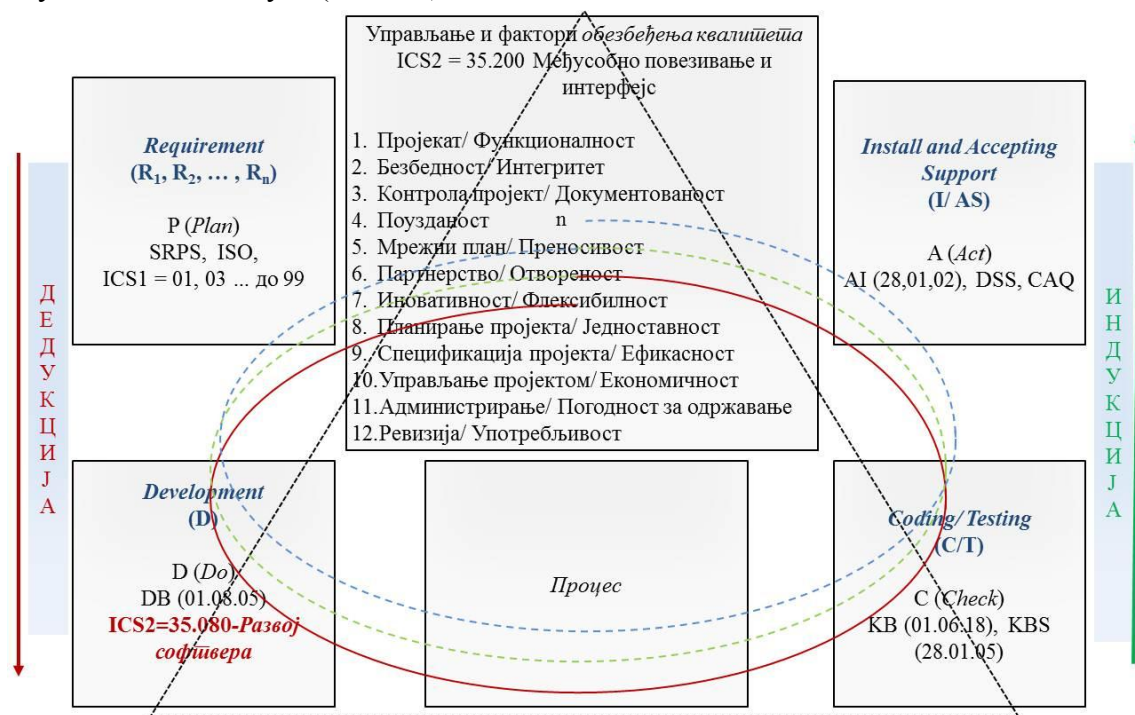 Управљање и фактори обезбеђења квалитета
ICS2 = 35.200 Међусобно повезивање и
интерфејс
1. Пројекат/ Функционалност
2. Безбедност/ Интегритет
3. Контрола пројект/ Документованост
4. Поузданост
n
5. Мрежни план/ Преносивост
6. Партнерство/ Отвореност
7. Иновативност/ Флексибилност
8. Планирање пројекта/ Једноставност
9. Спецификација пројекта/ Ефикасност
10.Управљање пројектом/ Економичност
11.Администрирање/ Погодност за одржавање
12.Ревизија/ Употребљивост
ДЕДУКЦИЈА
Requirement
(R1, R2, … , Rn)
P (Plan)
SRPS, ISO,
ICS1 = 01, 03 ... до 99
Install and Accepting
Support
(I/ AS)
A (Act)
AI (28,01,02), DSS, CAQ
ИНДУКЦИЈА
Development
(D)
D (Do)
DB (01.08.05)
ICS2=35.080-Развој
софтвера
Процес
Coding/ Testing
(C/T)
C (Check)
KB (01.06.18), KBS
(28.01.05)